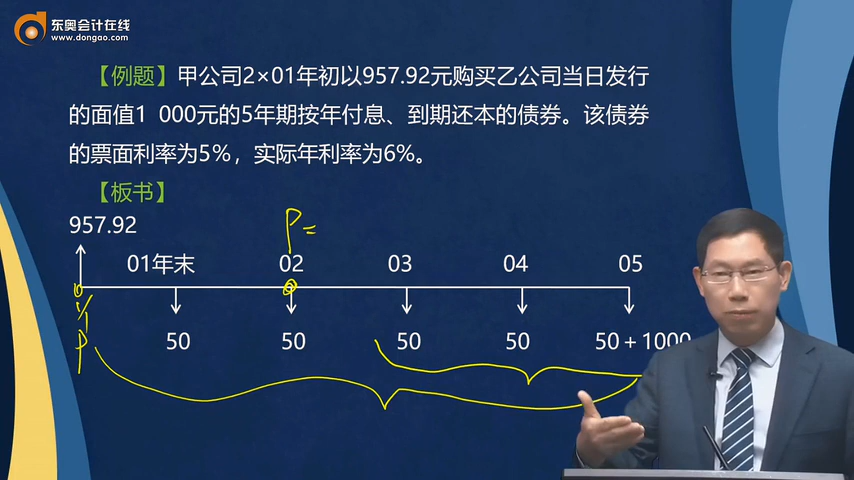 东奥会计在线
www.dongao.com
【例题】甲公司2×01年初以957.92元购买乙公司当日发行
的面值1 000元的5年期按年付息、到期还本的债券。该债券
的票面利率为5%，实际年利率为6%。
【板书】
957.92
P=
01年末 02 03 04 05
1/1
P 50 50 50 50 50＋1000